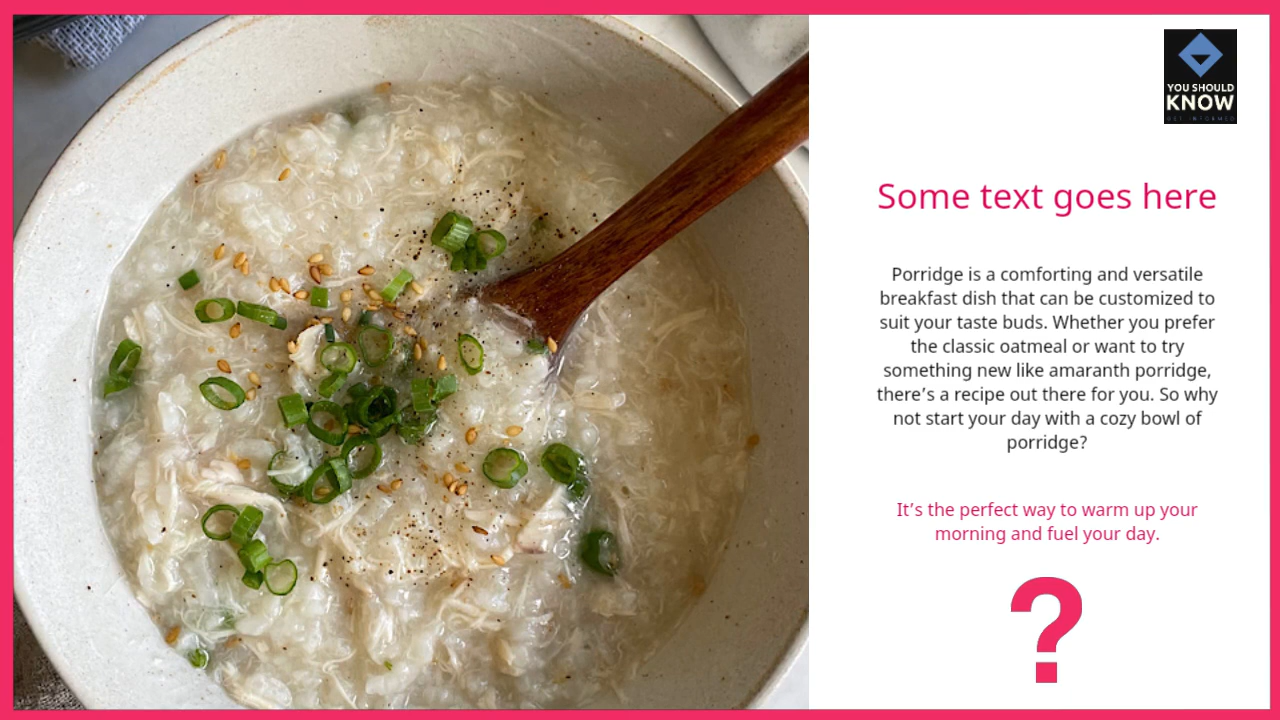 YOU SHOULD
KNOW
GET INFORMED
Some text goes here
Porridge is a comforting and versatile
breakfast dish that can be customized to
suit your taste buds. Whether you prefer
the classic oatmeal or want to try
something new like amaranth porridge,
there’s a recipe out there for you. So why
not start your day with a cozy bowl of
porridge?
It’s the perfect way to warm up your
morning and fuel your day.
?